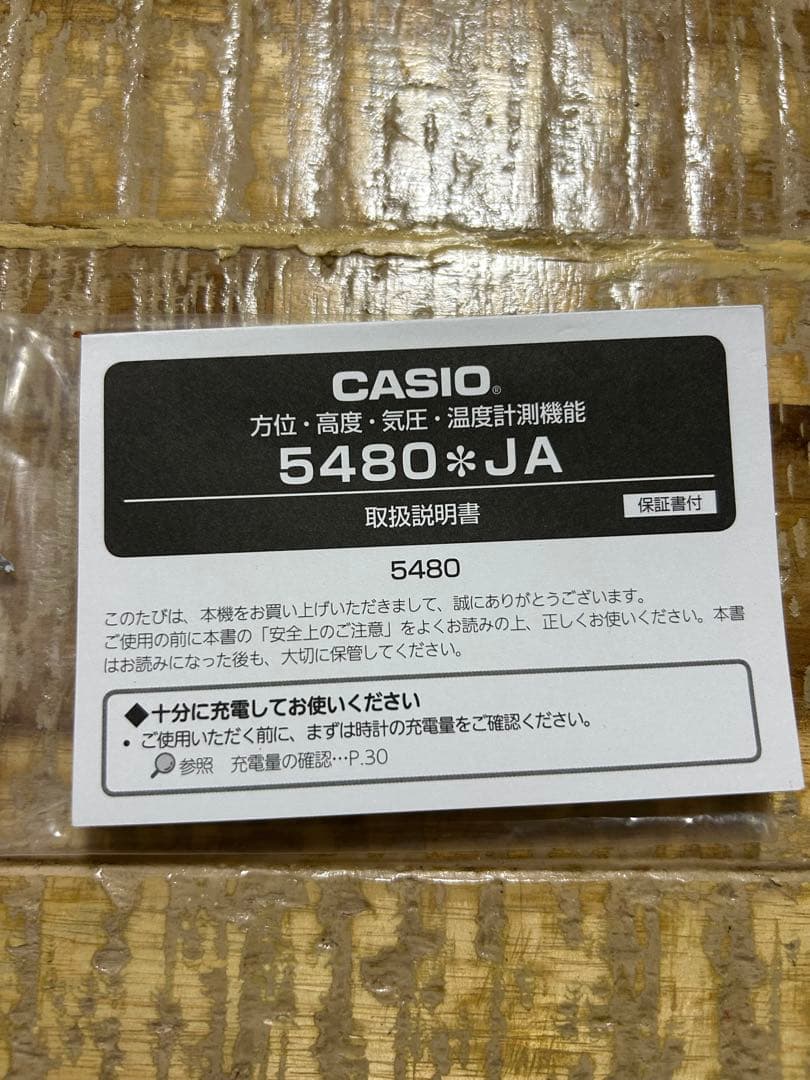 CASIO®
方位・高度・気圧・温度計測機能
5480＊JA
取扱説明書
保証書付
5480
このたびは、本機をお買い上げいただきまして、誠にありがとうございます。
ご使用の前に本書の「安全上のご注意」をよくお読みの上、正しくお使いください。本書
はお読みになった後も、大切に保管してください。
◆十分に充電してお使いください
• ご使用いただく前に、まずは時計の充電量をご確認ください。
参照 充電量の確認…P.30